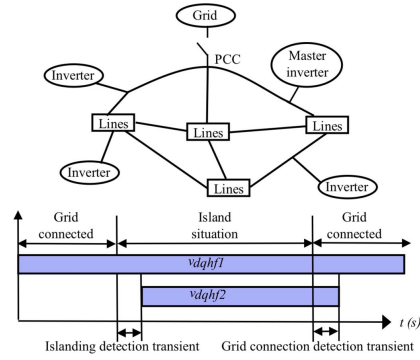 Grid
PCC
Inverter
Master
inverter
Lines
Lines
Lines
Inverter
Lines
Inverter
Grid
connected
Island
situation
Grid
connected
vdqhf1
vdqhf2
t (s)
Islanding detection transient
Grid connection detection transient